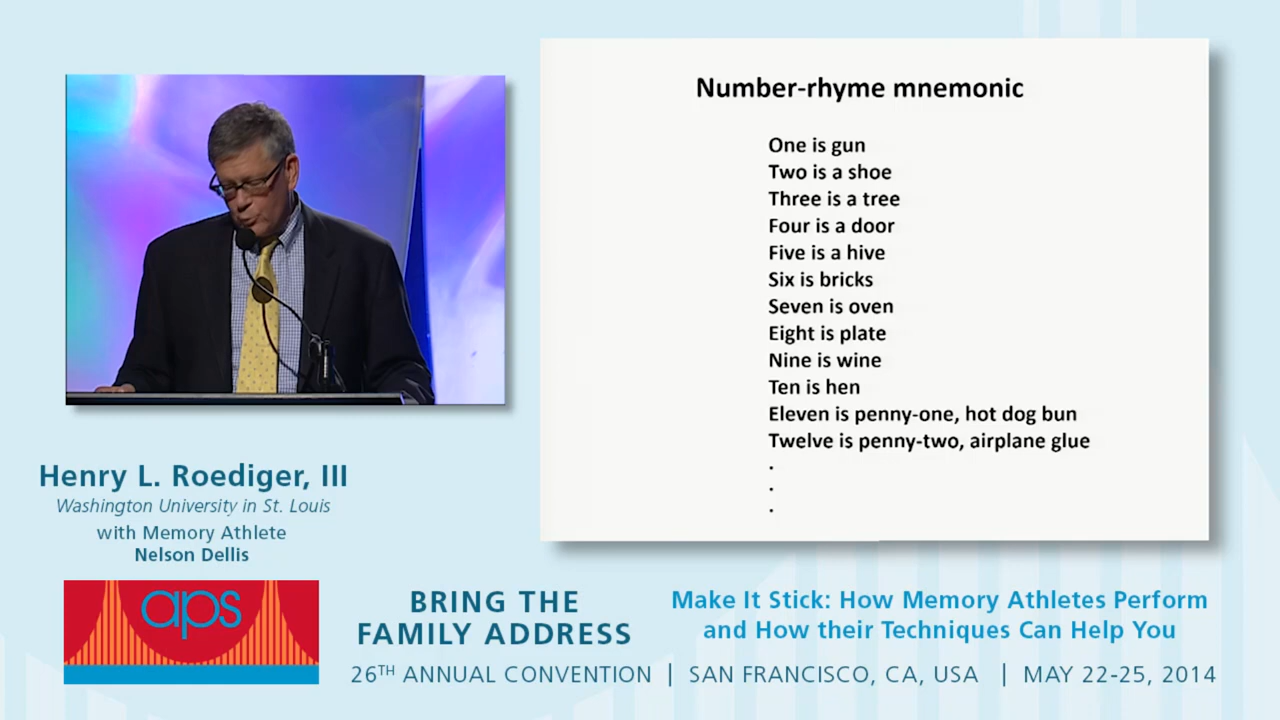 Number-rhyme mnemonic
One is gun
Two is a shoe
Three is a tree
Four is a door
Five is a hive
Six is bricks
Seven is oven
Eight is plate
Nine is wine
Ten is hen
Eleven is penny-one, hot dog bun
Twelve is penny-two, airplane glue
.
.
.
Henry L. Roediger, III
Washington University in St. Louis
with Memory Athlete
Nelson Dellis
aps
BRING THE
FAMILY ADDRESS
Make It Stick: How Memory Athletes Perform
and How their Techniques Can Help You
26TH ANNUAL CONVENTION | SAN FRANCISCO, CA, USA | MAY 22-25, 2014